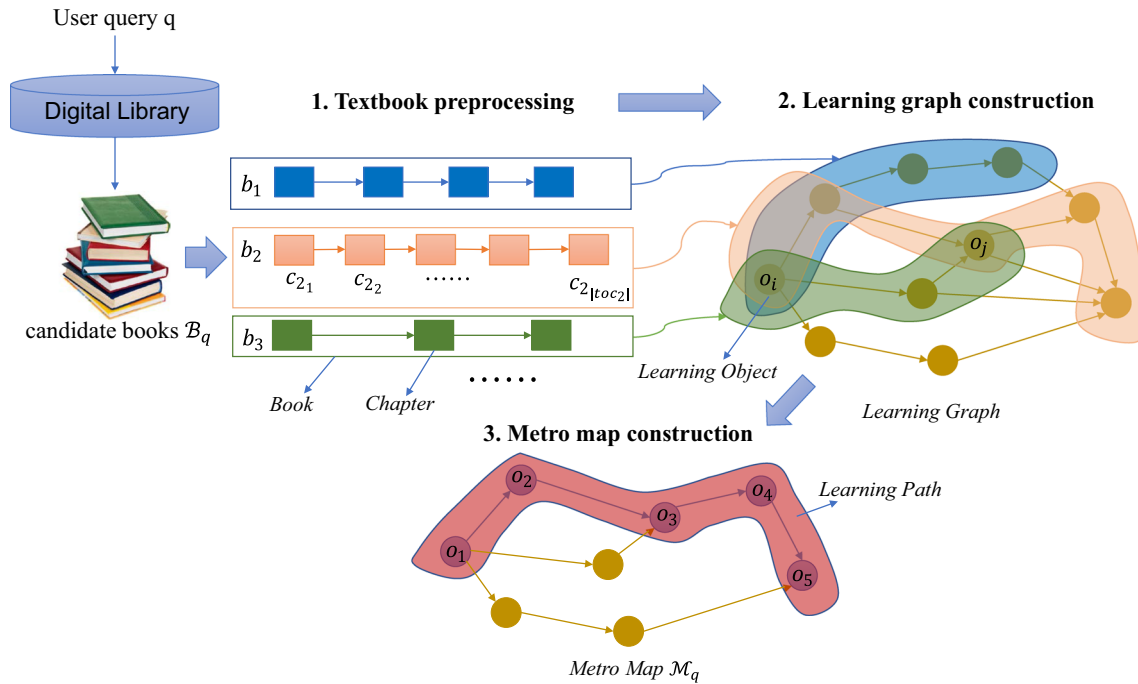 User query q
Digital Library
candidate books ℬq
1. Textbook preprocessing
b₁
b₂
c₂₁ c₂₂ ······ c₂|toc₂|
b₃
······
Book
Chapter
2. Learning graph construction
oᵢ
oⱼ
Learning Object
Learning Graph
3. Metro map construction
o₁
o₂
o₃
o₄
o₅
Learning Path
Metro Map ℳq